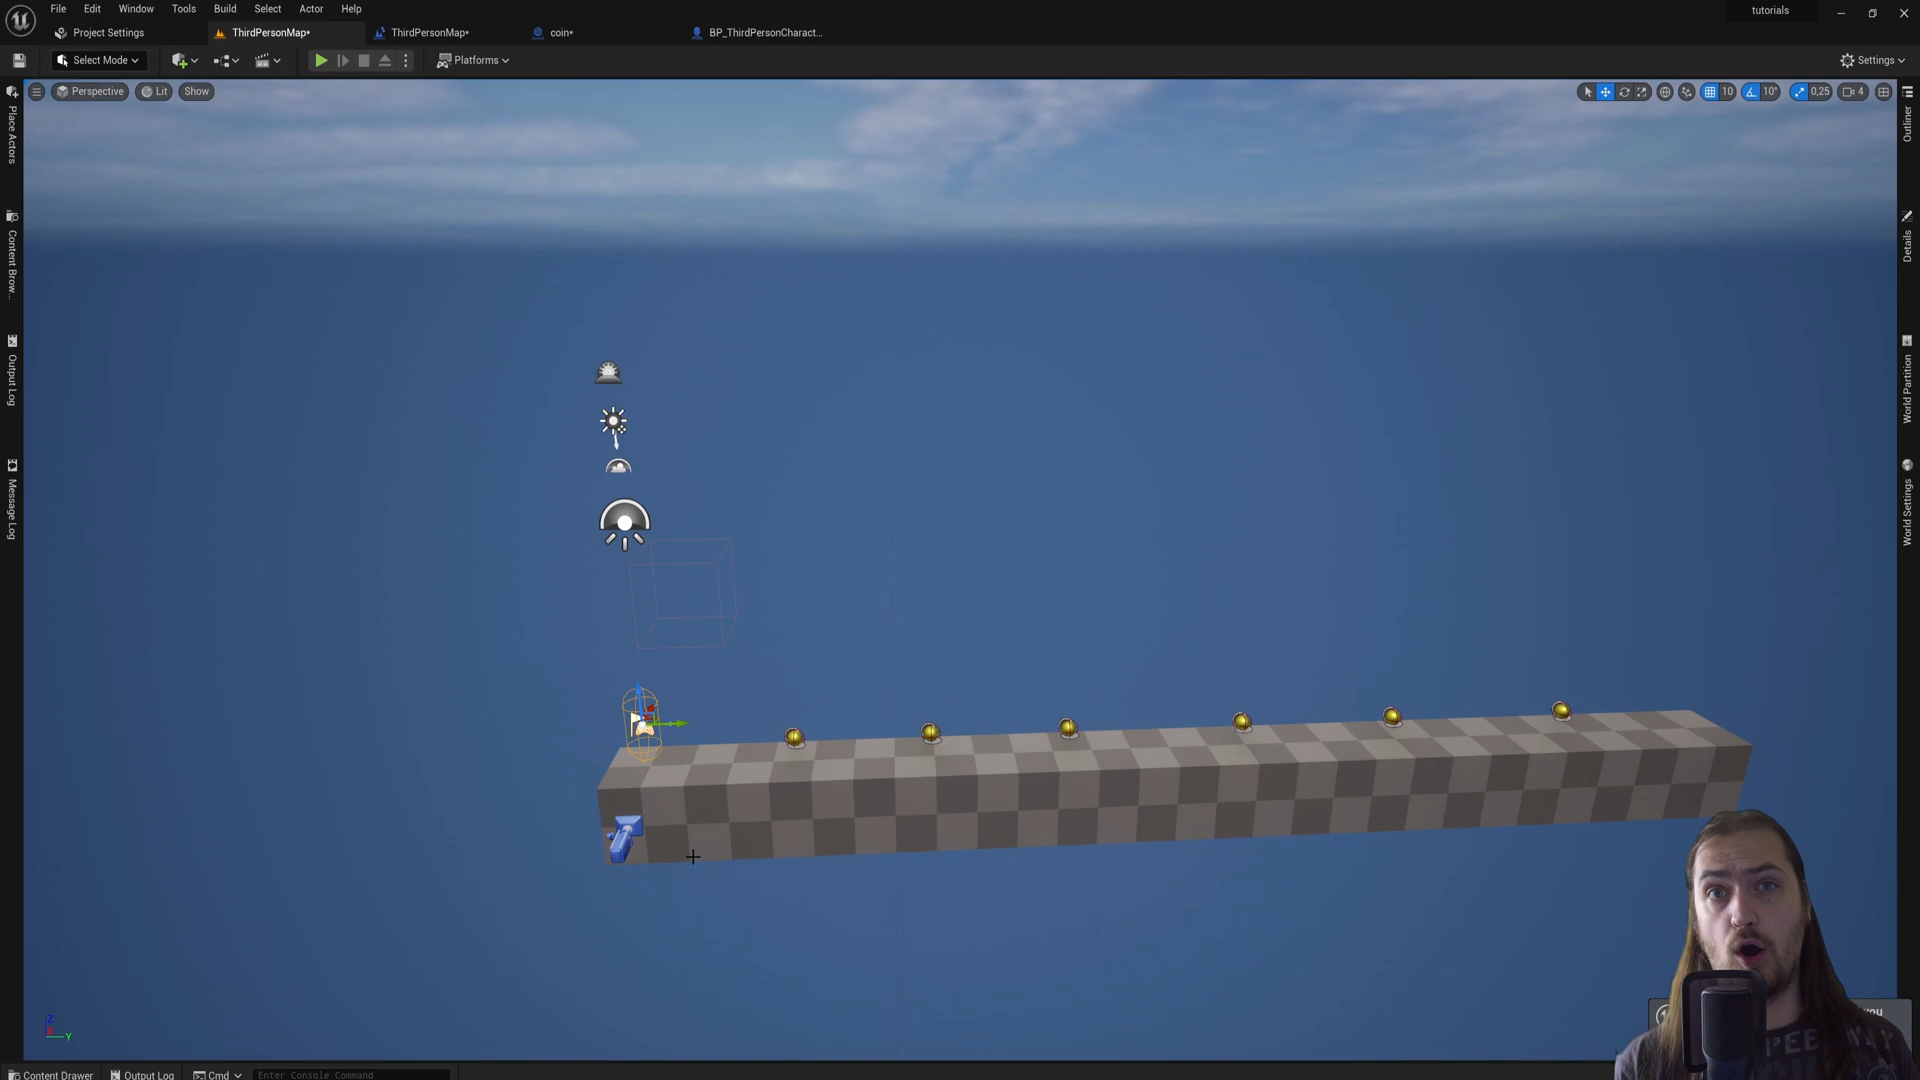 File Edit Window Tools Build Select Actor Help
tutorials
Project Settings
ThirdPersonMap*
ThirdPersonMap*
coin*
BP_ThirdPersonCharact...
Select Mode
Platforms
Settings
Perspective
Lit
Show
10
10°
0,25
4
Place Actors
Content Brow...
Output Log
Message Log
Outliner
Details
World Partition
World Settings
Z
Y
you
PEE
Content Drawer
Output Log
Cmd
Enter Console Command